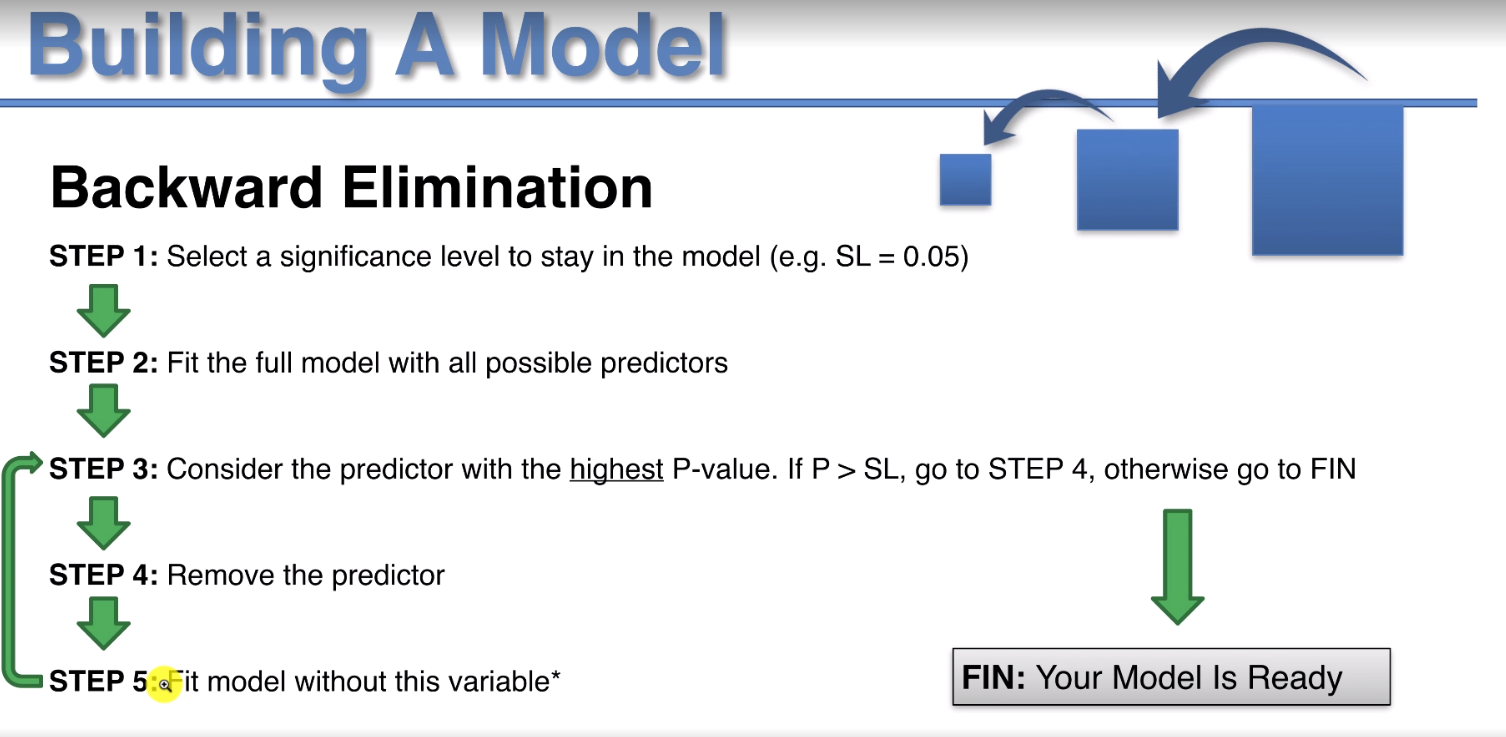 Building A Model
Backward Elimination
STEP 1: Select a significance level to stay in the model (e.g. SL = 0.05)
STEP 2: Fit the full model with all possible predictors
STEP 3: Consider the predictor with the highest P-value. If P > SL, go to STEP 4, otherwise go to FIN
STEP 4: Remove the predictor
STEP 5: Fit model without this variable*
FIN: Your Model Is Ready